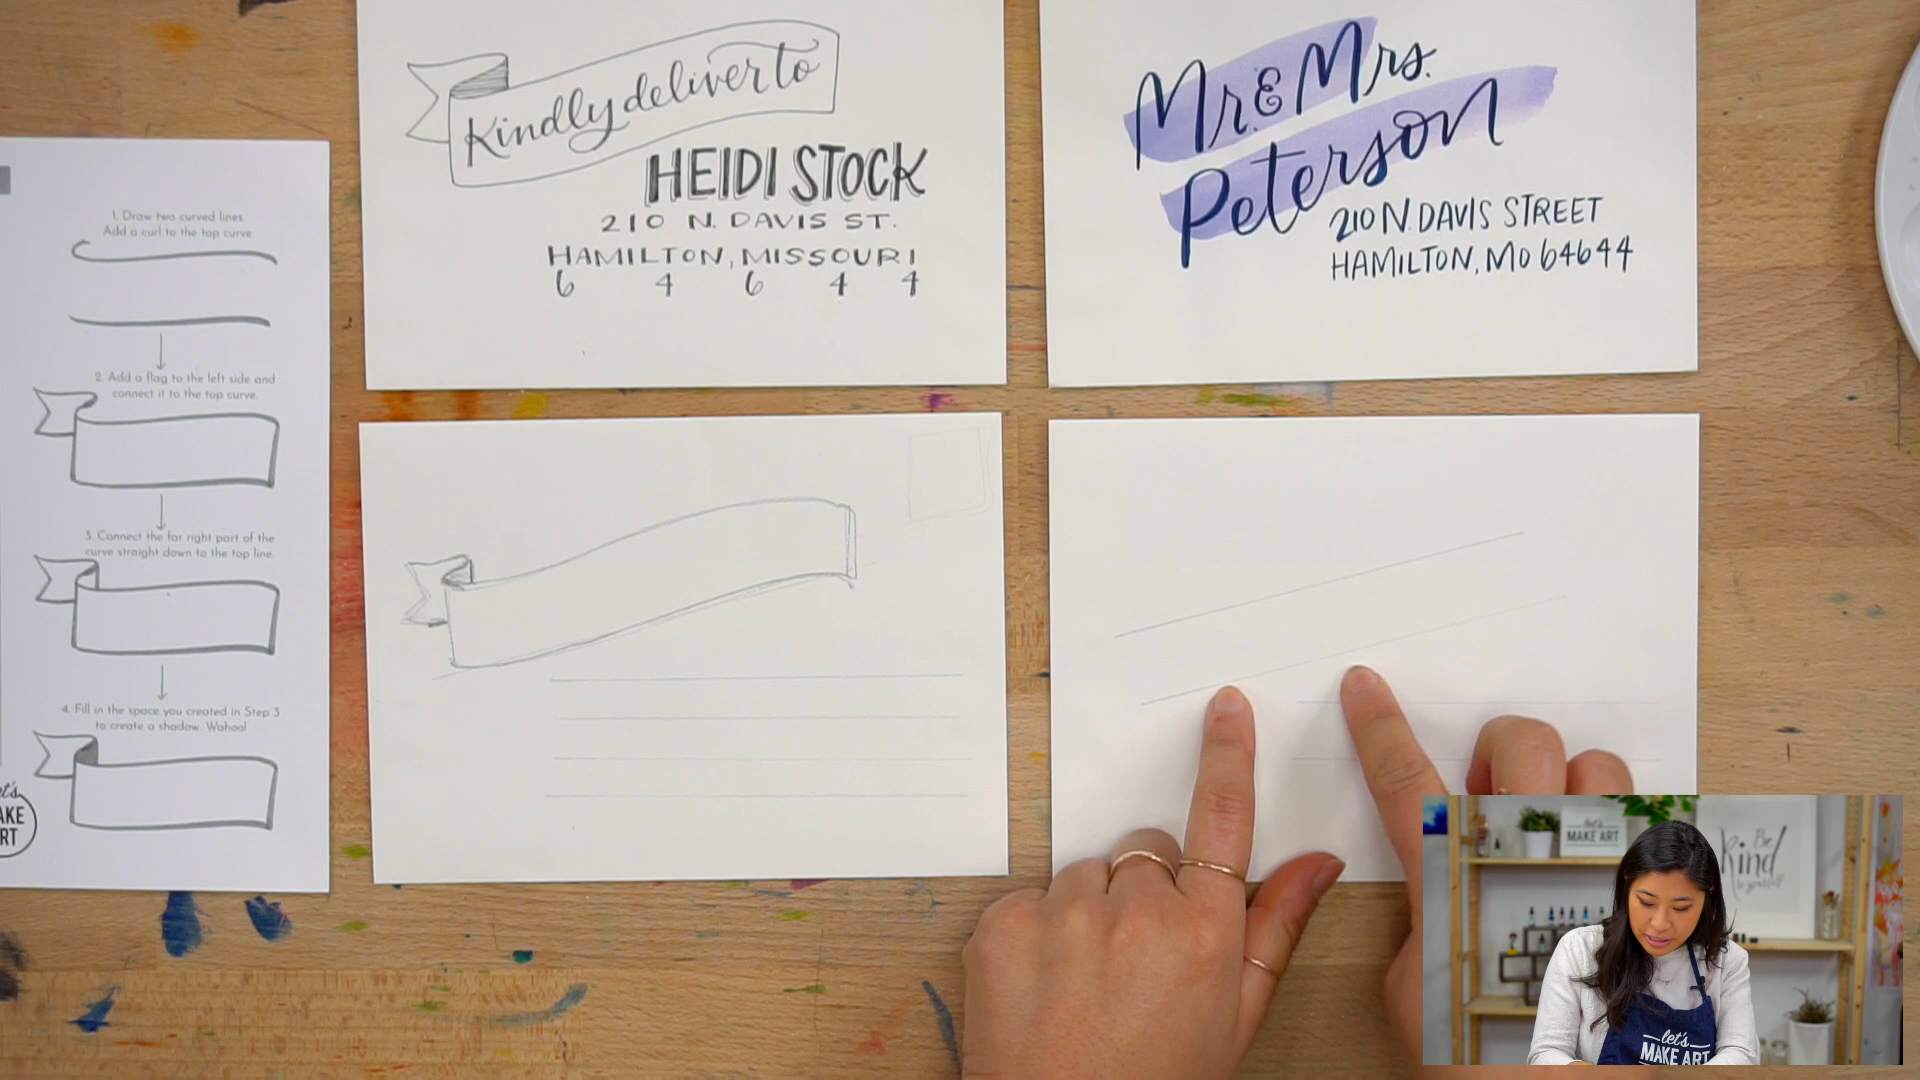 1. Draw two curved lines.
Add a curl to the top curve.
2. Add a flag to the left side and
connect it to the top curve.
3. Connect the far right part of the
curve straight down to the top line.
4. Fill in the space you created in Step 3
to create a shadow. Wahoo!
let's
MAKE
ART
Kindly deliver to
HEIDI STOCK
210 N. DAVIS ST.
HAMILTON, MISSOURI
6 4 6 4 4
Mr. & Mrs.
Peterson
210 N. DAVIS STREET
HAMILTON, MO 64644
let's
MAKE ART
Be
Kind
let's
MAKE ART